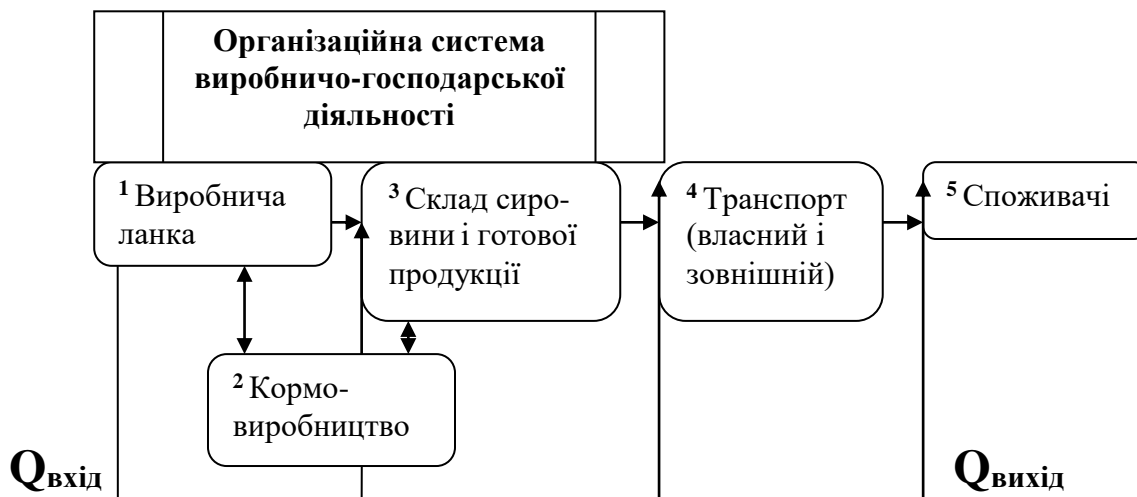 Організаційна система
виробничо-господарської
діяльності
1 Виробнича
ланка
3 Склад сиро-
вини і готової
продукції
4 Транспорт
(власний і
зовнішній)
5 Споживачі
2 Кормо-
виробництво
Qвхід
Qвихід